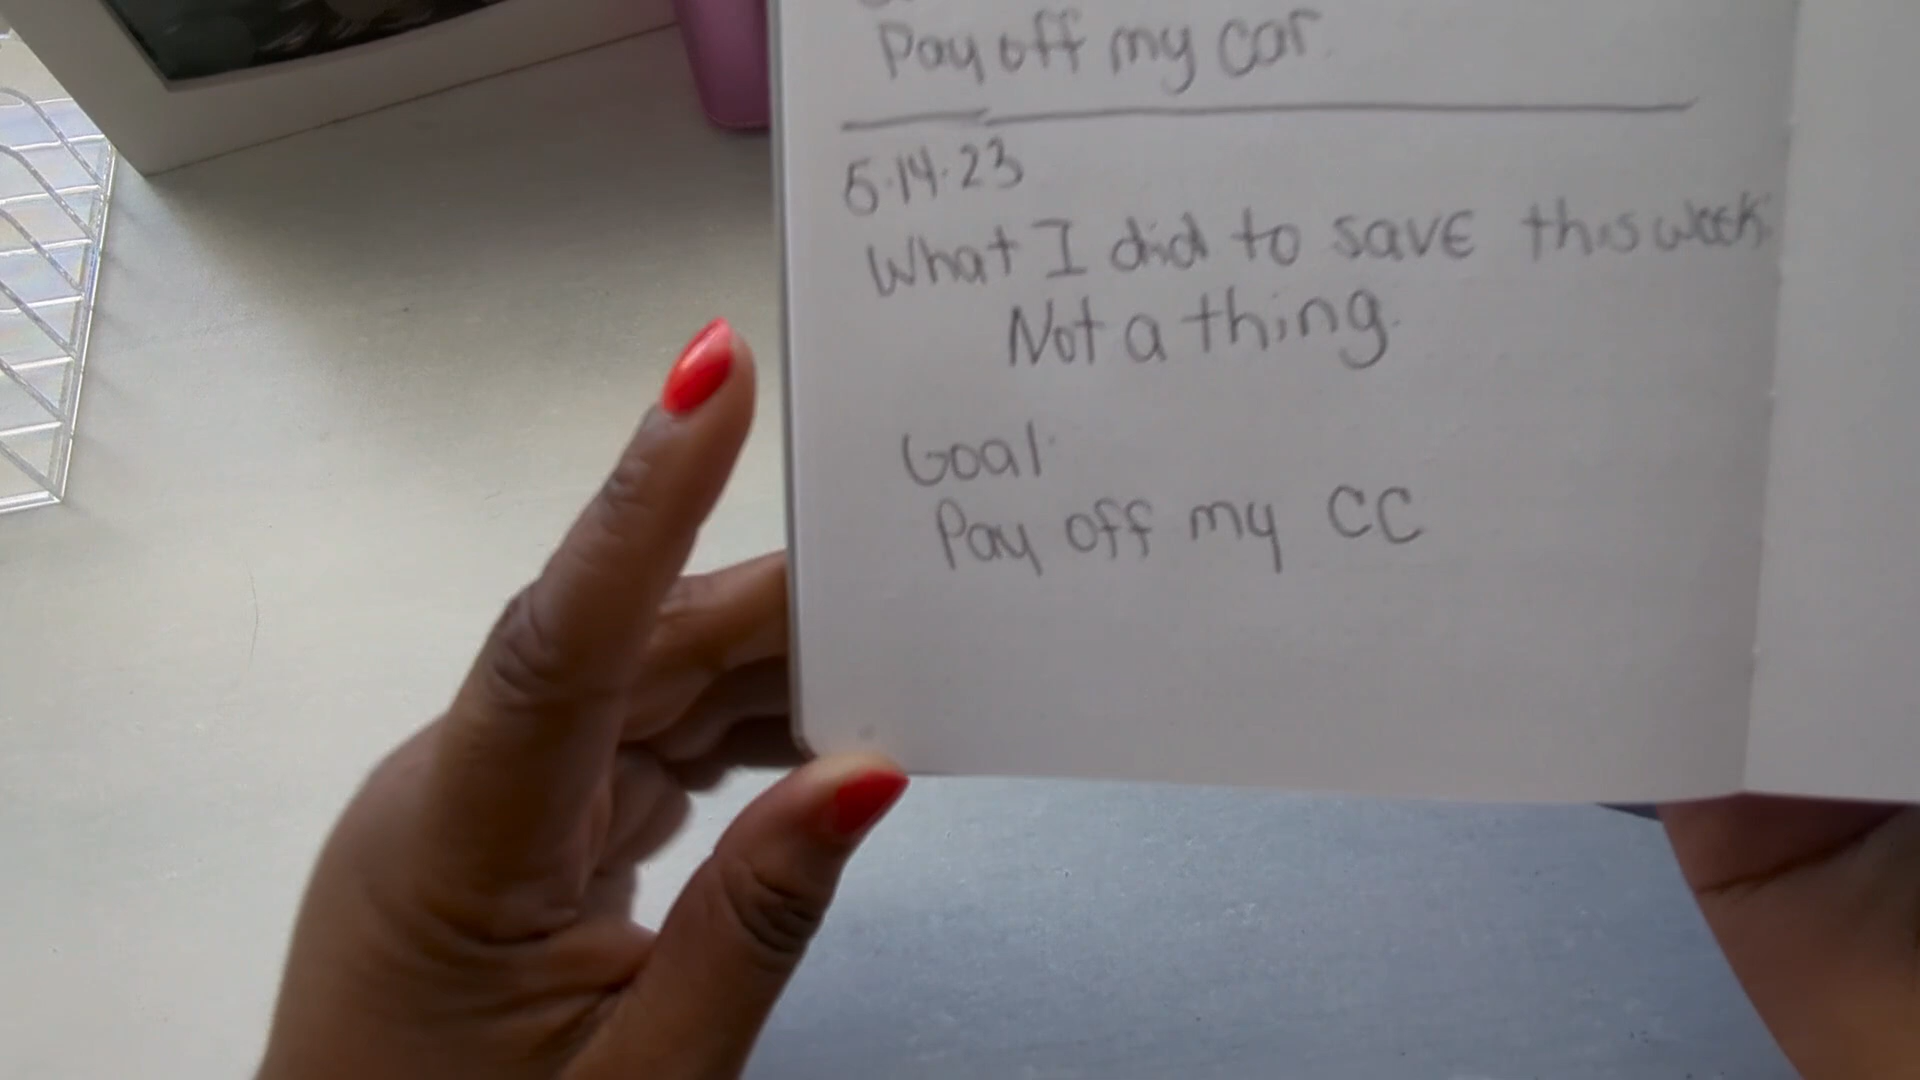 Pay off my car.
5.14.23
What I did to save this week:
Not a thing.
Goal:
Pay off my CC